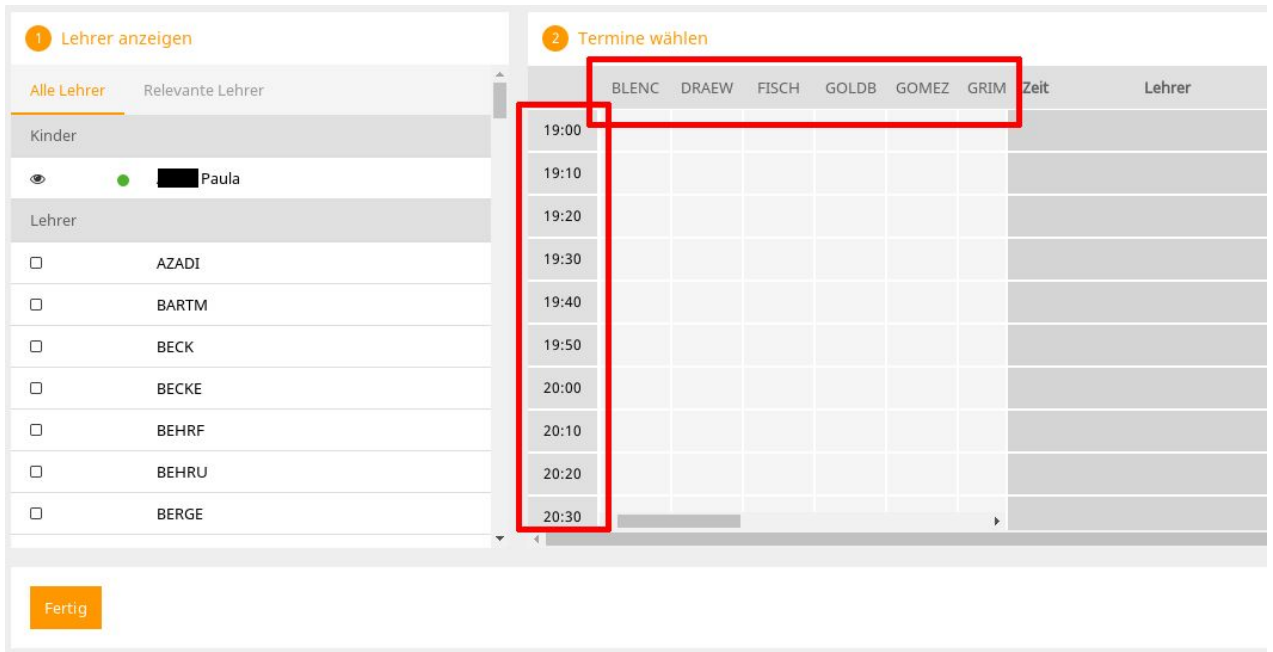 1 Lehrer anzeigen
Alle Lehrer Relevante Lehrer
Kinder
Paula
Lehrer
AZADI
BARTM
BECK
BECKE
BEHRF
BEHRU
BERGE
2 Termine wählen
BLENC DRAEW FISCH GOLDB GOMEZ GRIM Zeit Lehrer
19:00
19:10
19:20
19:30
19:40
19:50
20:00
20:10
20:20
20:30
Fertig